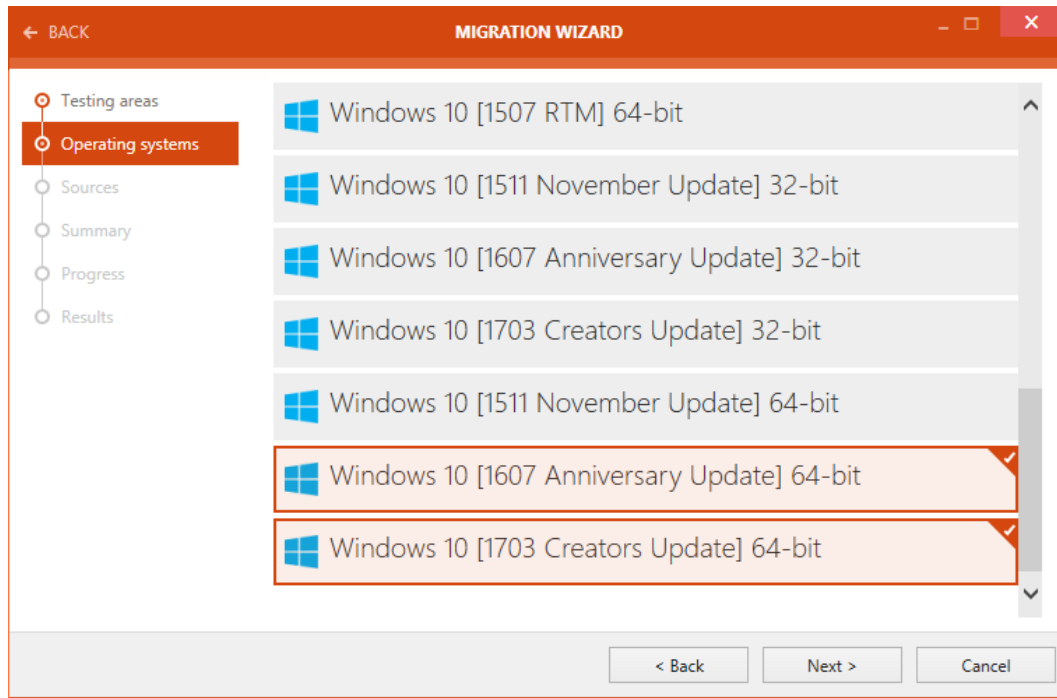 BACK
MIGRATION WIZARD
Testing areas
Operating systems
Sources
Summary
Progress
Results
Windows 10 [1507 RTM] 64-bit
Windows 10 [1511 November Update] 32-bit
Windows 10 [1607 Anniversary Update] 32-bit
Windows 10 [1703 Creators Update] 32-bit
Windows 10 [1511 November Update] 64-bit
Windows 10 [1607 Anniversary Update] 64-bit
Windows 10 [1703 Creators Update] 64-bit
< Back
Next >
Cancel